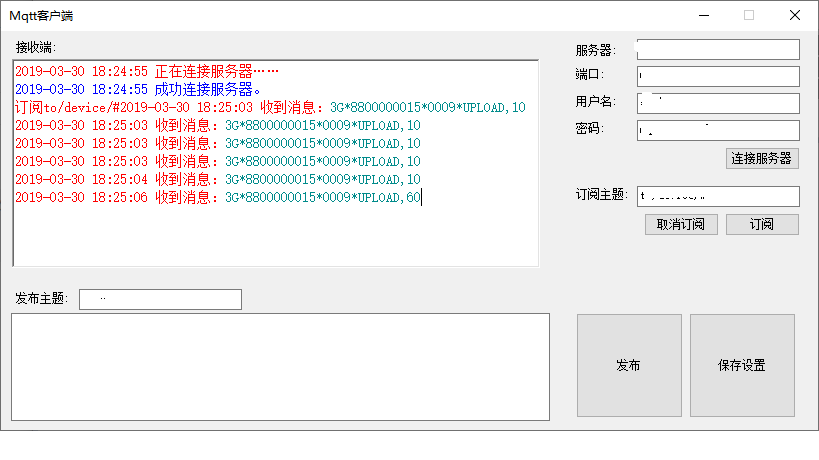 Mqtt客户端
接收端:
2019-03-30 18:24:55 正在连接服务器……
2019-03-30 18:24:55 成功连接服务器。
订阅to/device/#2019-03-30 18:25:03 收到消息: 3G*8800000015*0009*UPLOAD,10
2019-03-30 18:25:03 收到消息: 3G*8800000015*0009*UPLOAD,10
2019-03-30 18:25:03 收到消息: 3G*8800000015*0009*UPLOAD,10
2019-03-30 18:25:03 收到消息: 3G*8800000015*0009*UPLOAD,10
2019-03-30 18:25:04 收到消息: 3G*8800000015*0009*UPLOAD,10
2019-03-30 18:25:06 收到消息: 3G*8800000015*0009*UPLOAD,60
服务器:
端口:
用户名:
密码:
连接服务器
订阅主题:
取消订阅
订阅
发布主题:
发布
保存设置